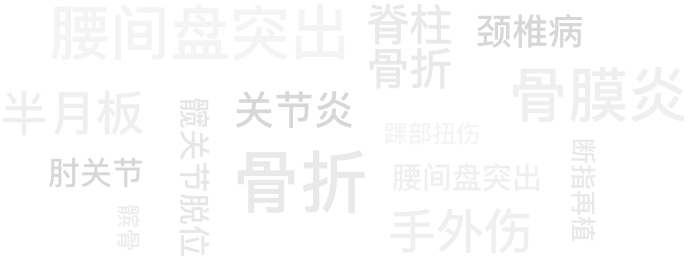 腰间盘突出
脊柱
骨折
颈椎病
骨膜炎
半月板
髋关节脱位
关节炎
踝部扭伤
断指再植
肘关节
骨折
腰间盘突出
髌骨
手外伤